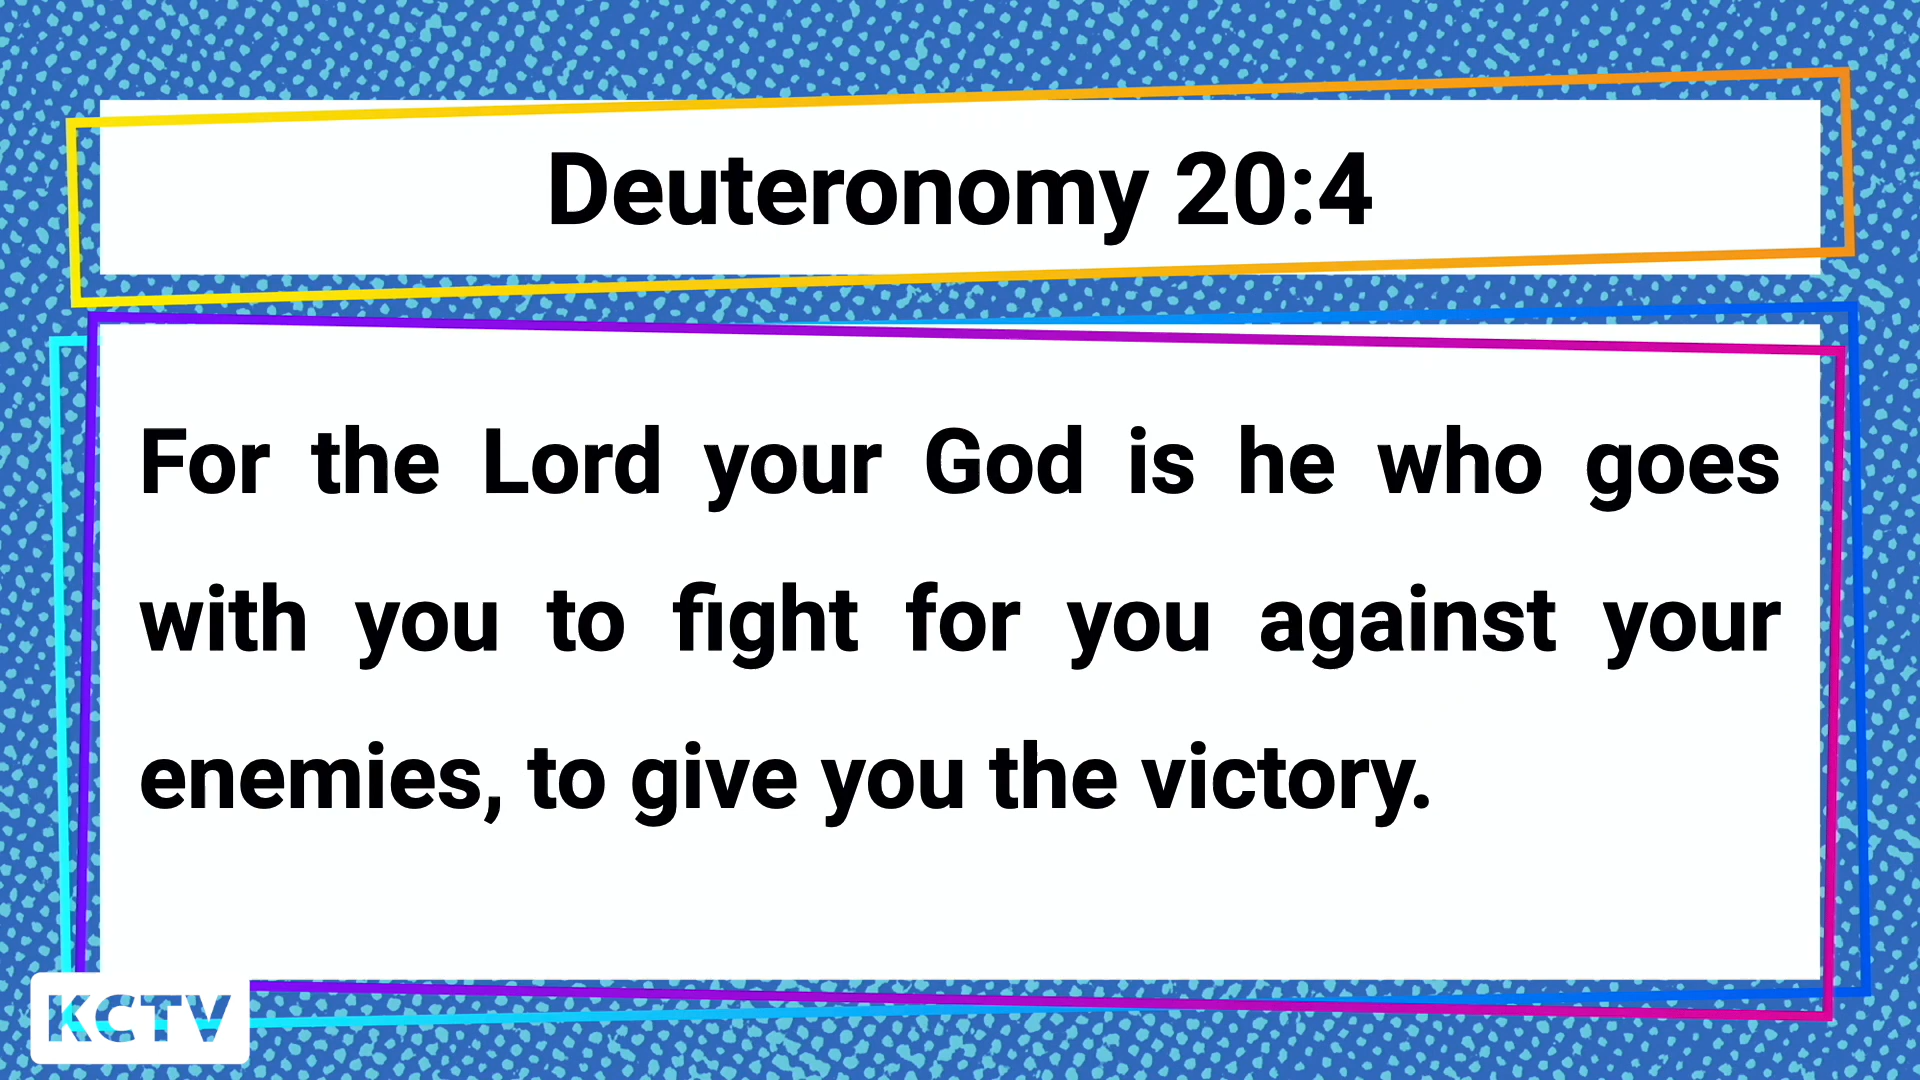 Deuteronomy 20:4
For the Lord your God is he who goes
with you to fight for you against your
enemies, to give you the victory.
KCTV